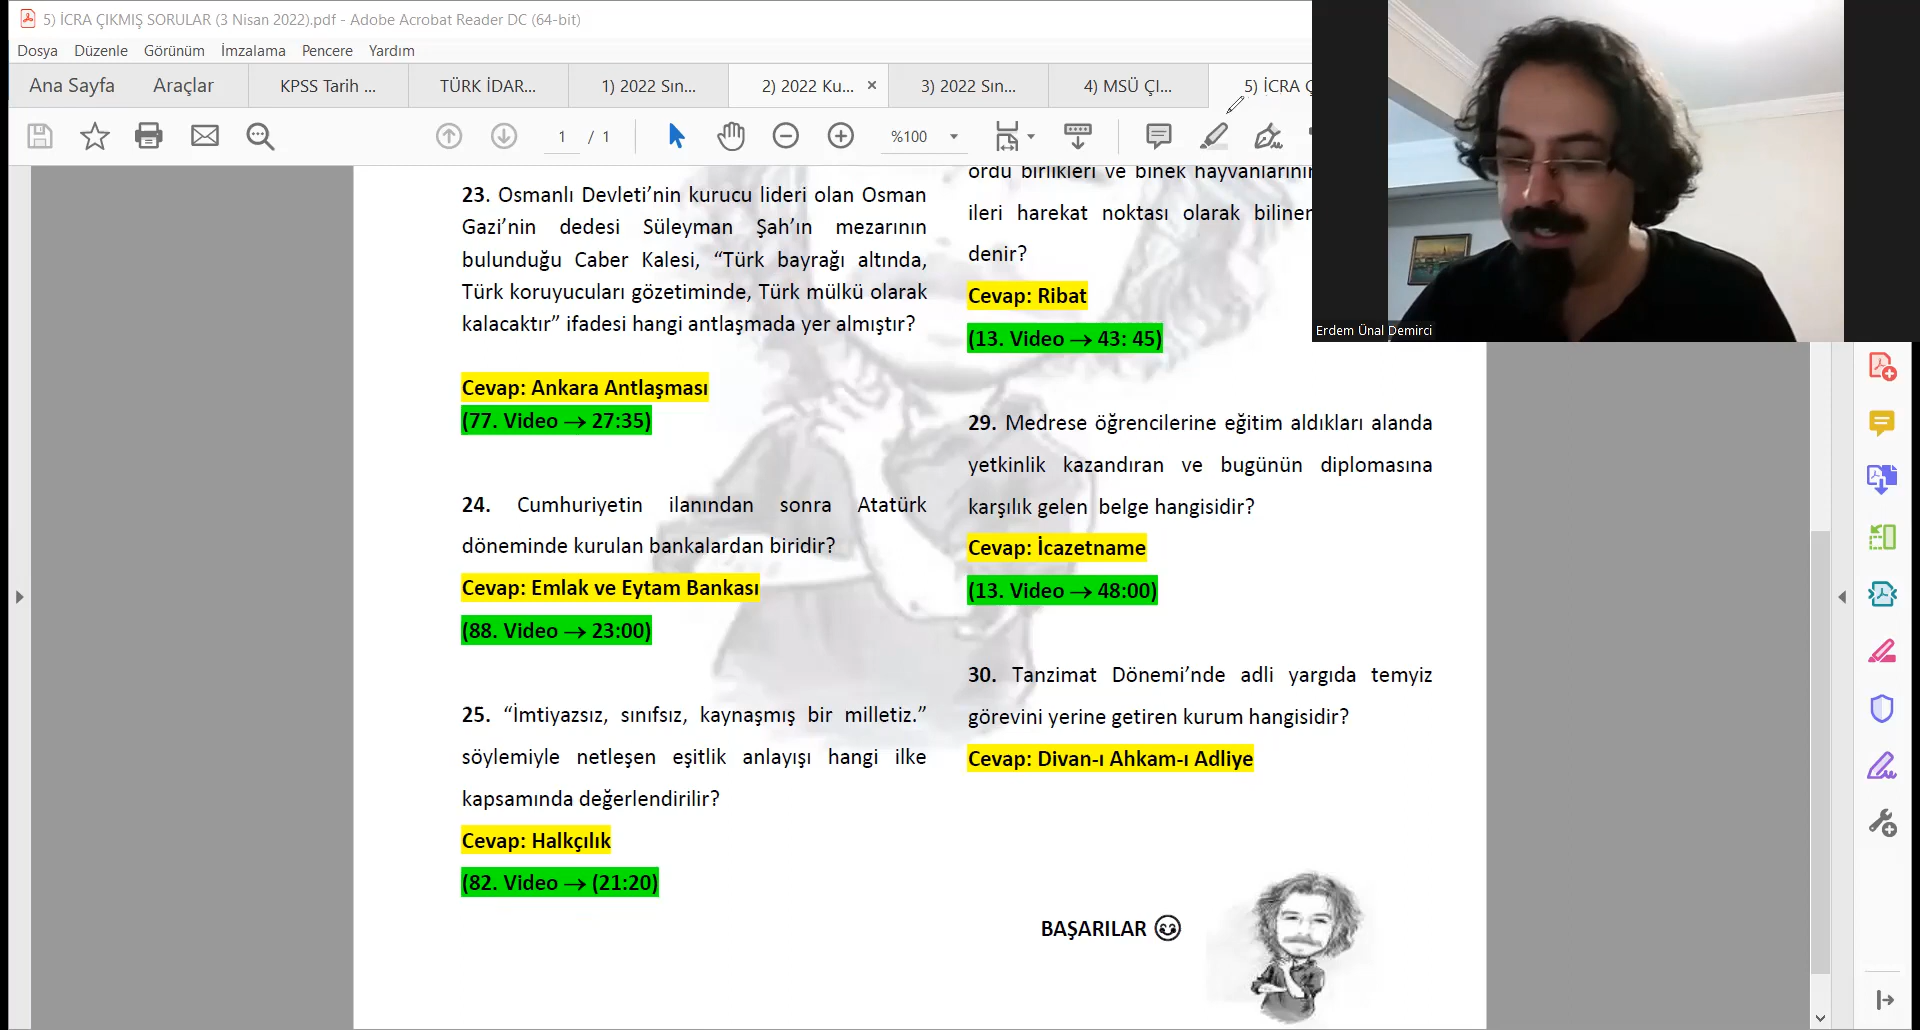 5) İCRA ÇIKMIŞ SORULAR (3 Nisan 2022).pdf - Adobe Acrobat Reader DC (64-bit)
Dosya Düzenle Görünüm İmzalama Pencere Yardım
Ana Sayfa Araçlar KPSS Tarih ... TÜRK İDAR... 1) 2022 Sın... 2) 2022 Ku... × 3) 2022 Sın... 4) MSÜ ÇI... 5) İCRA Ç
1 / 1 %100
23. Osmanlı Devleti’nin kurucu lideri olan Osman
Gazi’nin dedesi Süleyman Şah’ın mezarının
bulunduğu Caber Kalesi, “Türk bayrağı altında,
Türk koruyucuları gözetiminde, Türk mülkü olarak
kalacaktır” ifadesi hangi antlaşmada yer almıştır?
Cevap: Ankara Antlaşması
(77. Video → 27:35)
24. Cumhuriyetin ilanından sonra Atatürk
döneminde kurulan bankalardan biridir?
Cevap: Emlak ve Eytam Bankası
(88. Video → 23:00)
25. “İmtiyazsız, sınıfsız, kaynaşmış bir milletiz.”
söylemiyle netleşen eşitlik anlayışı hangi ilke
kapsamında değerlendirilir?
Cevap: Halkçılık
(82. Video → (21:20)
ordu birlikleri ve binek hayvanlarının
ileri harekat noktası olarak bilinen
denir?
Cevap: Ribat
(13. Video → 43: 45)
29. Medrese öğrencilerine eğitim aldıkları alanda
yetkinlik kazandıran ve bugünün diplomasına
karşılık gelen belge hangisidir?
Cevap: İcazetname
(13. Video → 48:00)
30. Tanzimat Dönemi’nde adli yargıda temyiz
görevini yerine getiren kurum hangisidir?
Cevap: Divan-ı Ahkam-ı Adliye
BAŞARILAR
Erdem Ünal Demirci